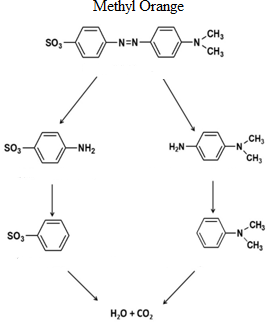 Methyl Orange
SO3 N=N N CH3 CH3
SO3 NH2
H2N N CH3 CH3
SO3
N CH3 CH3
H2O + CO2